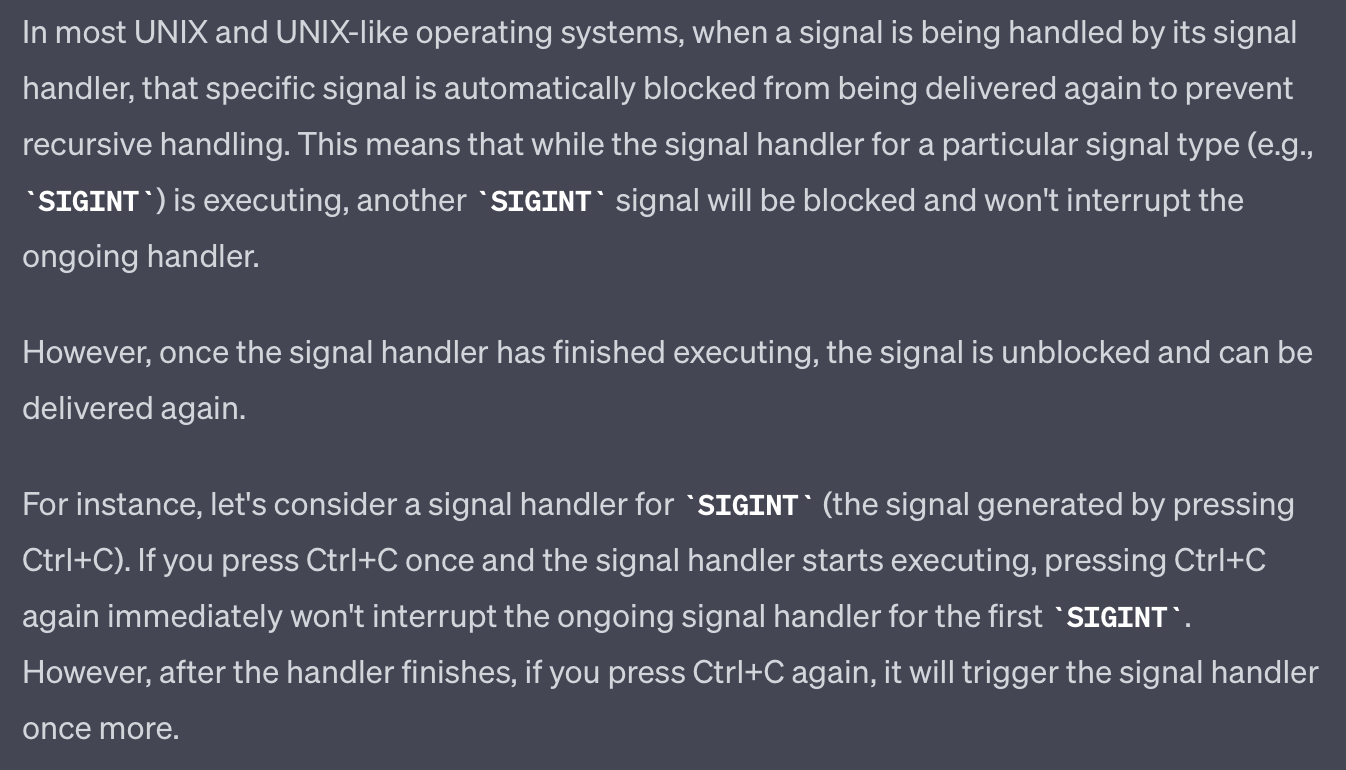 In most UNIX and UNIX-like operating systems, when a signal is being handled by its signal
handler, that specific signal is automatically blocked from being delivered again to prevent
recursive handling. This means that while the signal handler for a particular signal type (e.g.,
`SIGINT`) is executing, another `SIGINT` signal will be blocked and won't interrupt the
ongoing handler.
However, once the signal handler has finished executing, the signal is unblocked and can be
delivered again.
For instance, let's consider a signal handler for `SIGINT` (the signal generated by pressing
Ctrl+C). If you press Ctrl+C once and the signal handler starts executing, pressing Ctrl+C
again immediately won't interrupt the ongoing signal handler for the first `SIGINT`.
However, after the handler finishes, if you press Ctrl+C again, it will trigger the signal handler
once more.